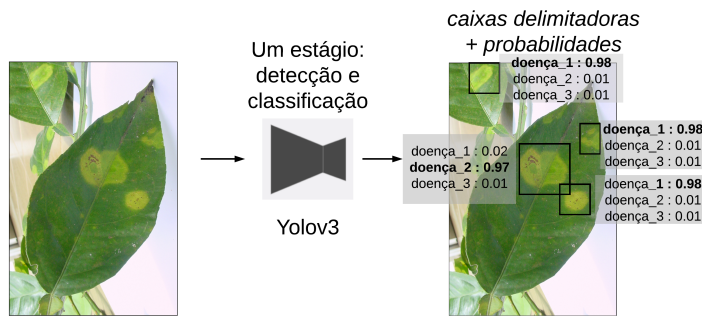 Um estágio:
detecção e
classificação
Yolov3
caixas delimitadoras
+ probabilidades
doença_1 : 0.98
doença_2 : 0.01
doença_3 : 0.01
doença_1 : 0.02
doença_2 : 0.97
doença_3 : 0.01
doença_1 : 0.98
doença_2 : 0.01
doença_3 : 0.01
doença_1 : 0.98
doença_2 : 0.01
doença_3 : 0.01